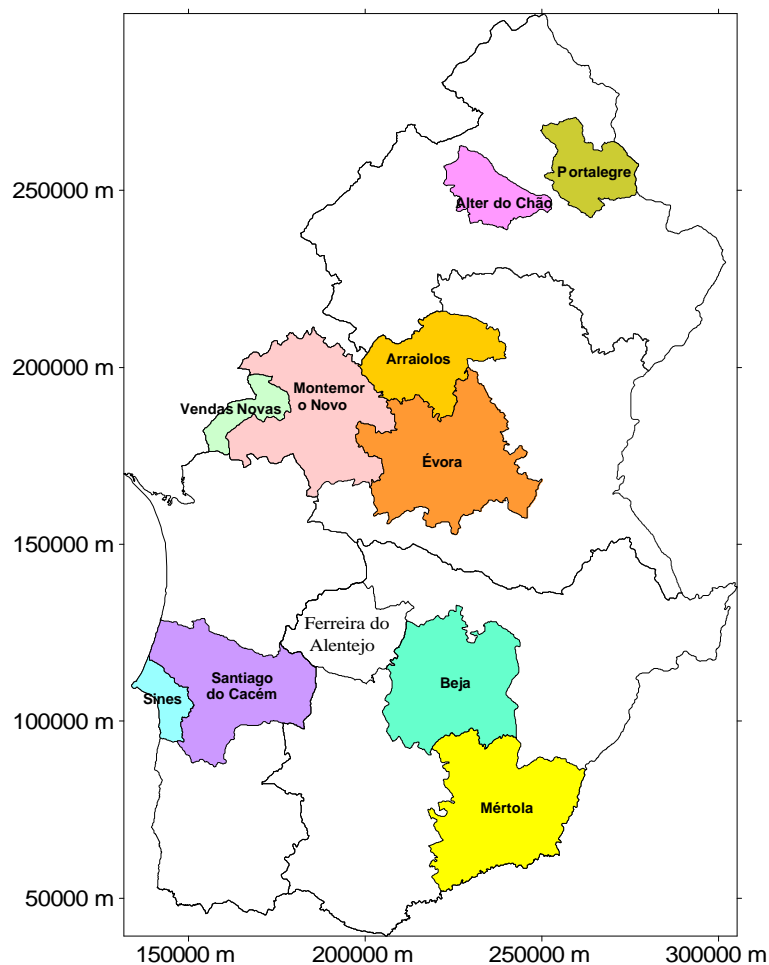 Portalegre
250000 m
Alter do Chão
200000 m
Arraiolos
Montemor
o Novo
Vendas Novas
Évora
150000 m
Ferreira do
Alentejo
Santiago
do Cacém
Beja
Sines
100000 m
Mértola
50000 m
150000 m
200000 m
250000 m
300000 m